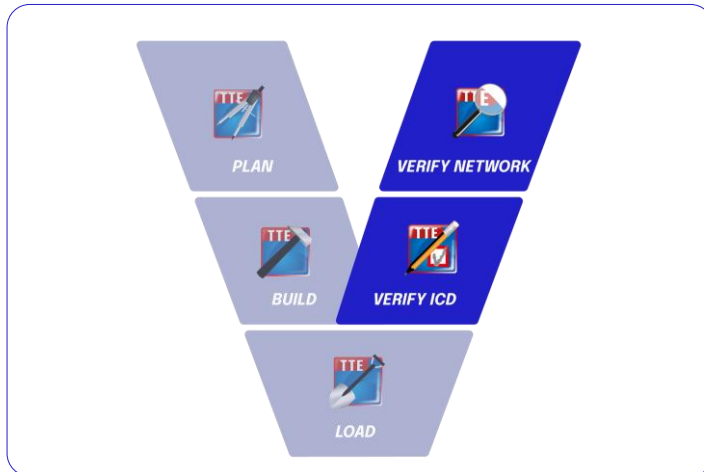 TTE
PLAN
TTE
VERIFY NETWORK
TTE
BUILD
TTE
VERIFY ICD
TTE
LOAD